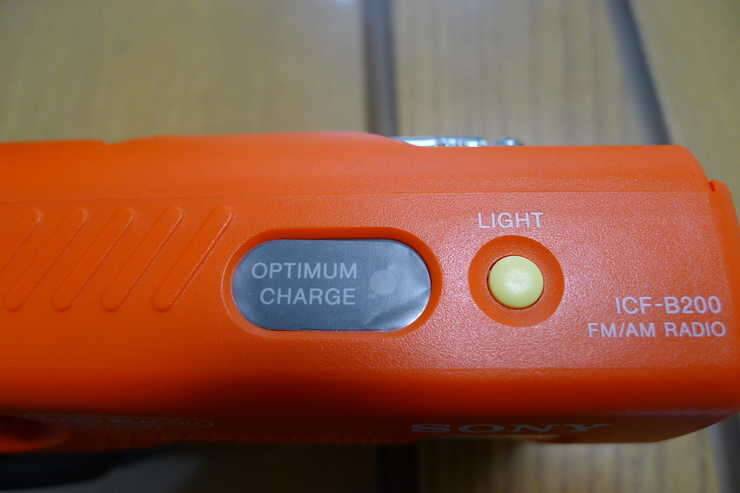 LIGHT
OPTIMUM
CHARGE
ICF-B200
FM/AM RADIO
SONY